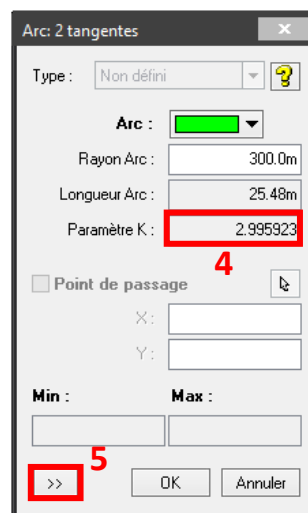 Arc: 2 tangentes x
Type : Non défini ?
Arc :
Rayon Arc : 300.0m
Longueur Arc : 25.48m
Paramètre K : 2.995923
4
Point de passage
X :
Y :
Min : Max :
5
>> OK Annuler